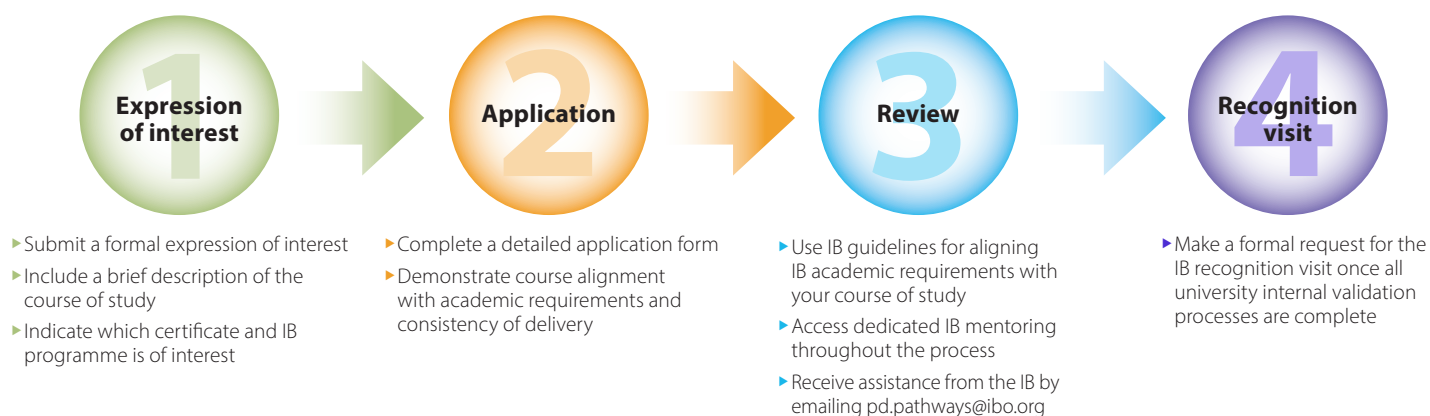 1
Expression
of interest
▸ Submit a formal expression of interest
▸ Include a brief description of the
course of study
▸ Indicate which certificate and IB
programme is of interest
2
Application
▸ Complete a detailed application form
▸ Demonstrate course alignment
with academic requirements and
consistency of delivery
3
Review
▸ Use IB guidelines for aligning
IB academic requirements with
your course of study
▸ Access dedicated IB mentoring
throughout the process
▸ Receive assistance from the IB by
emailing pd.pathways@ibo.org
4
Recognition
visit
▸ Make a formal request for the
IB recognition visit once all
university internal validation
processes are complete